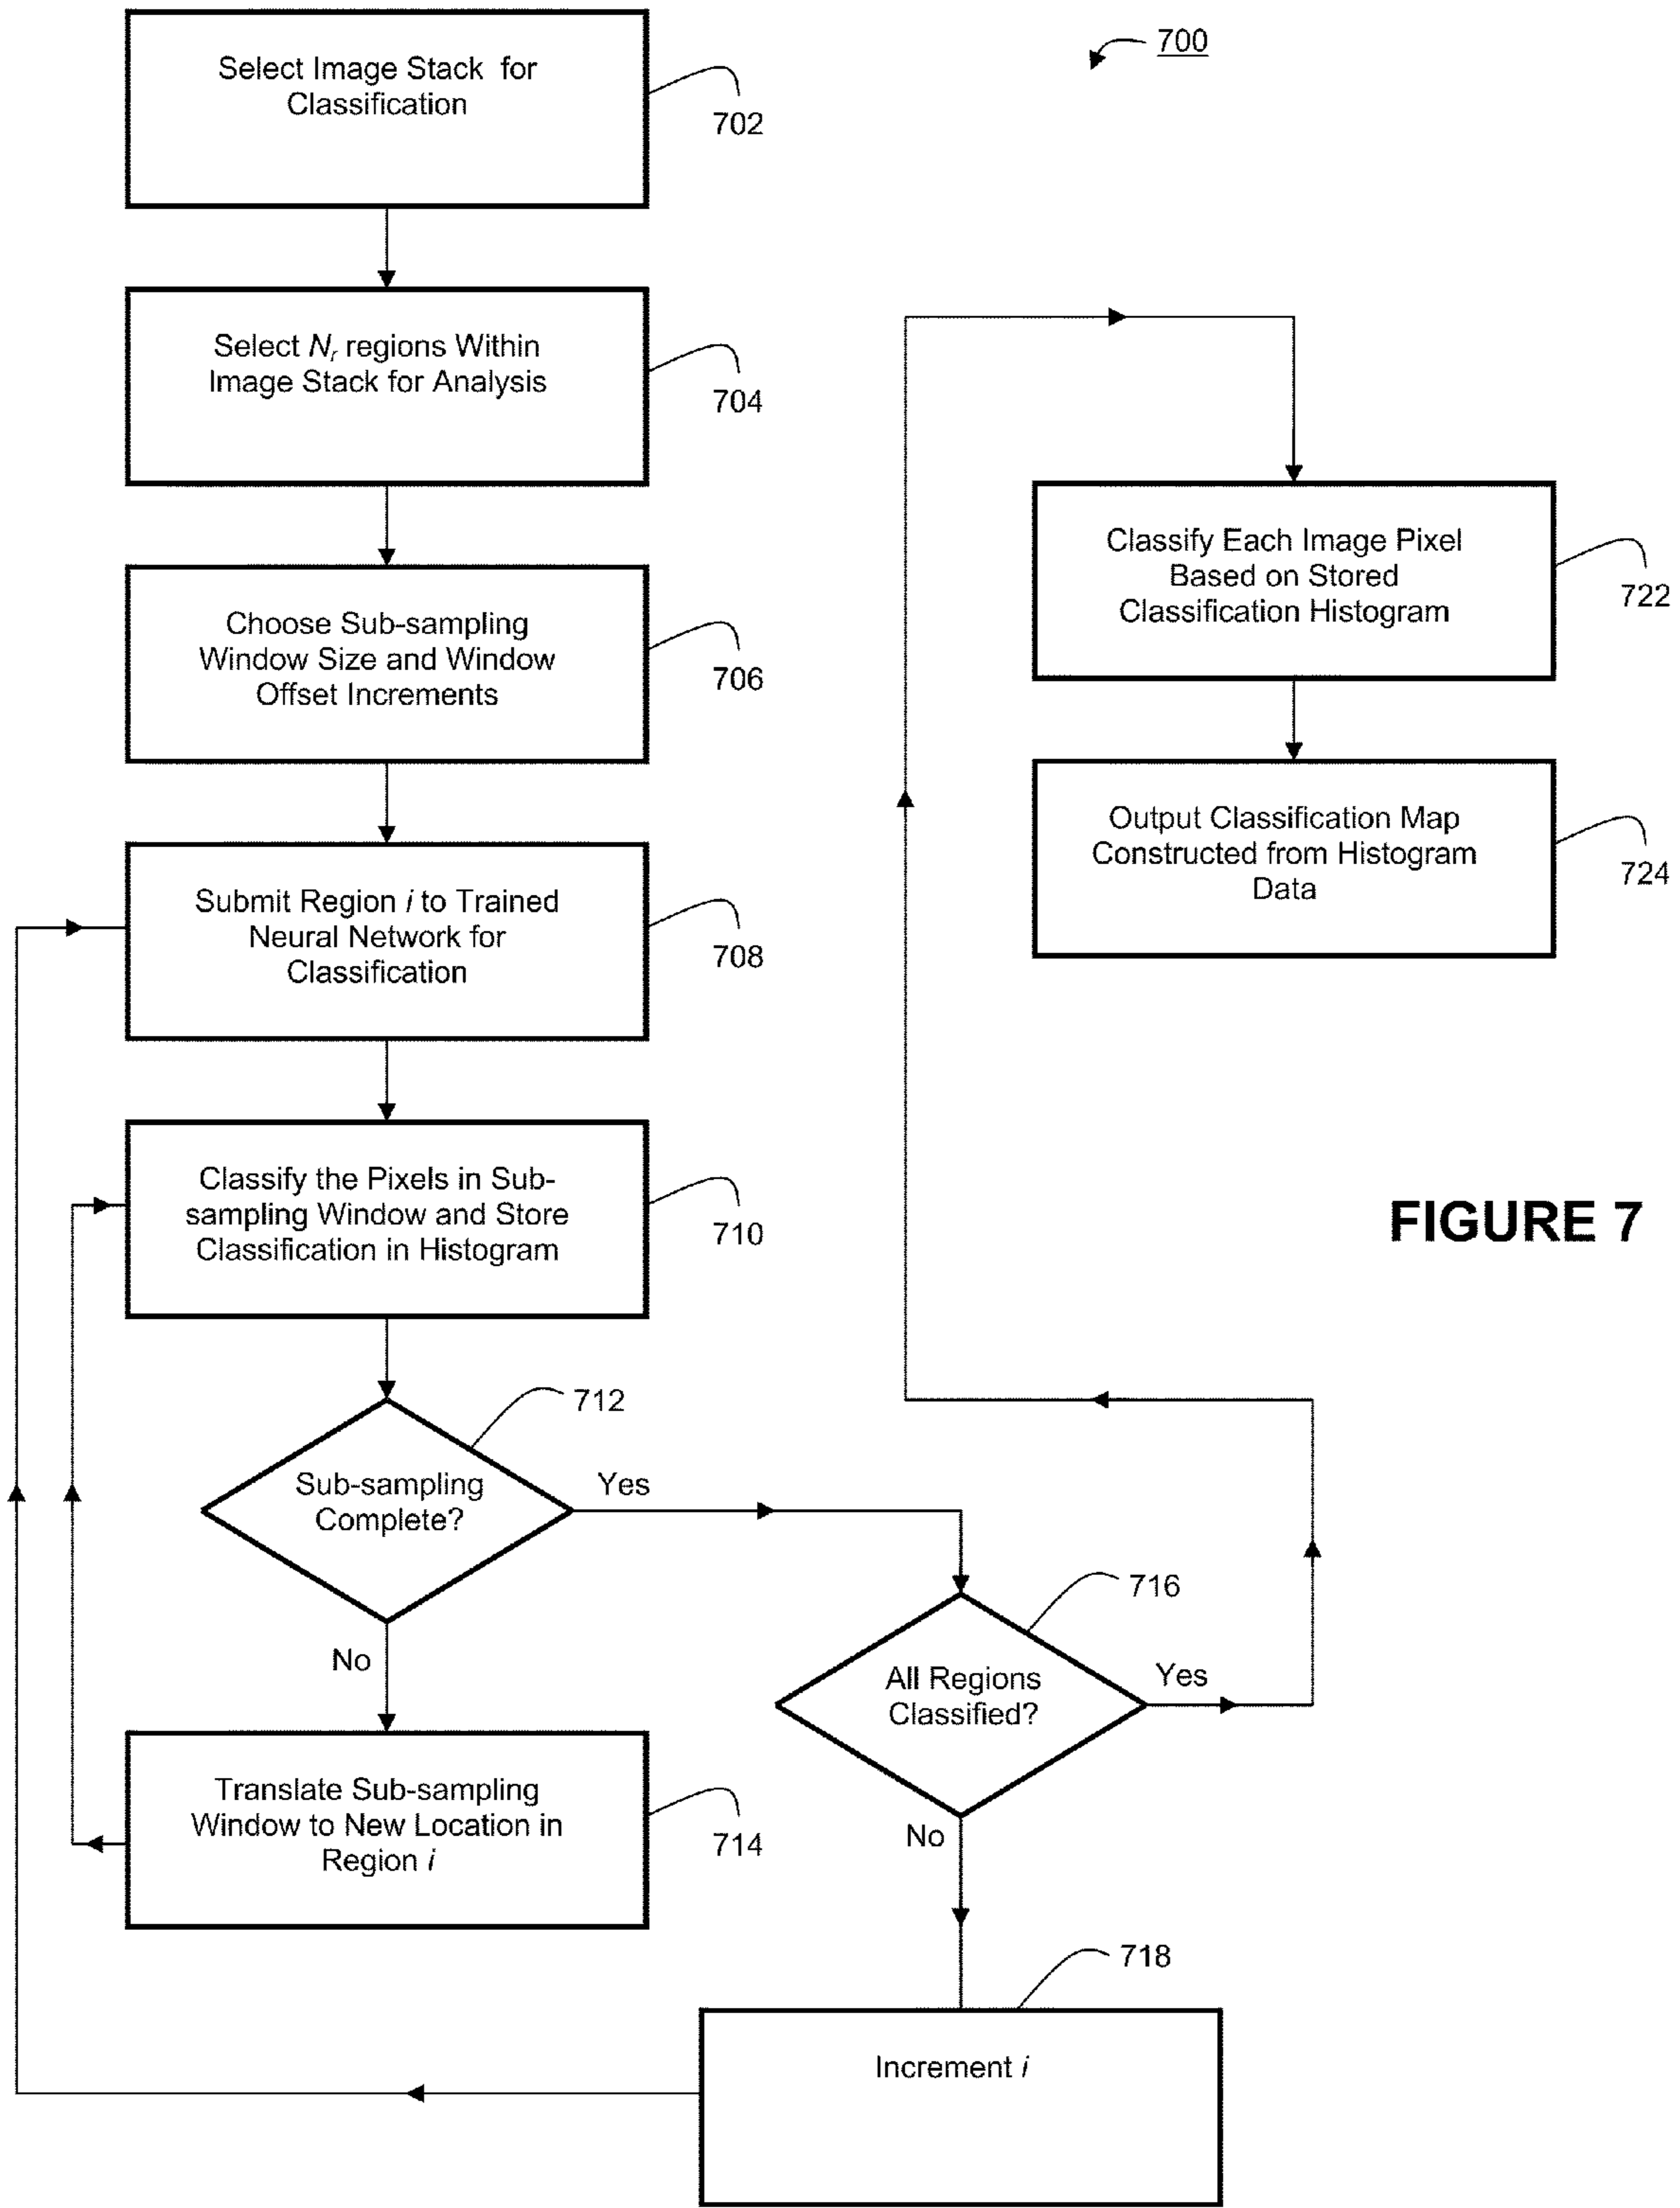 700
Select Image Stack for
Classification
702
Select Nr regions Within
Image Stack for Analysis
704
Choose Sub-sampling
Window Size and Window
Offset Increments
706
Submit Region i to Trained
Neural Network for
Classification
708
Classify the Pixels in Sub-
sampling Window and Store
Classification in Histogram
710
712
Sub-sampling
Complete?
Yes
No
Translate Sub-sampling
Window to New Location in
Region i
714
716
All Regions
Classified?
Yes
No
718
Increment i
Classify Each Image Pixel
Based on Stored
Classification Histogram
722
Output Classification Map
Constructed from Histogram
Data
724
FIGURE 7